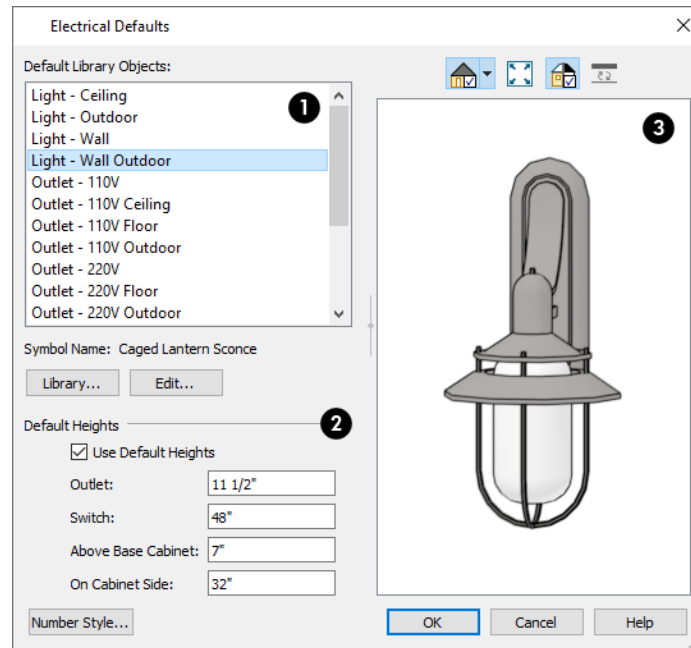 Electrical Defaults
Default Library Objects:
1
Light - Ceiling
Light - Outdoor
Light - Wall
Light - Wall Outdoor
Outlet - 110V
Outlet - 110V Ceiling
Outlet - 110V Floor
Outlet - 110V Outdoor
Outlet - 220V
Outlet - 220V Floor
Outlet - 220V Outdoor
Symbol Name: Caged Lantern Sconce
Library... Edit...
Default Heights 2
Use Default Heights
Outlet: 11 1/2"
Switch: 48"
Above Base Cabinet: 7"
On Cabinet Side: 32"
Number Style...
3
OK Cancel Help